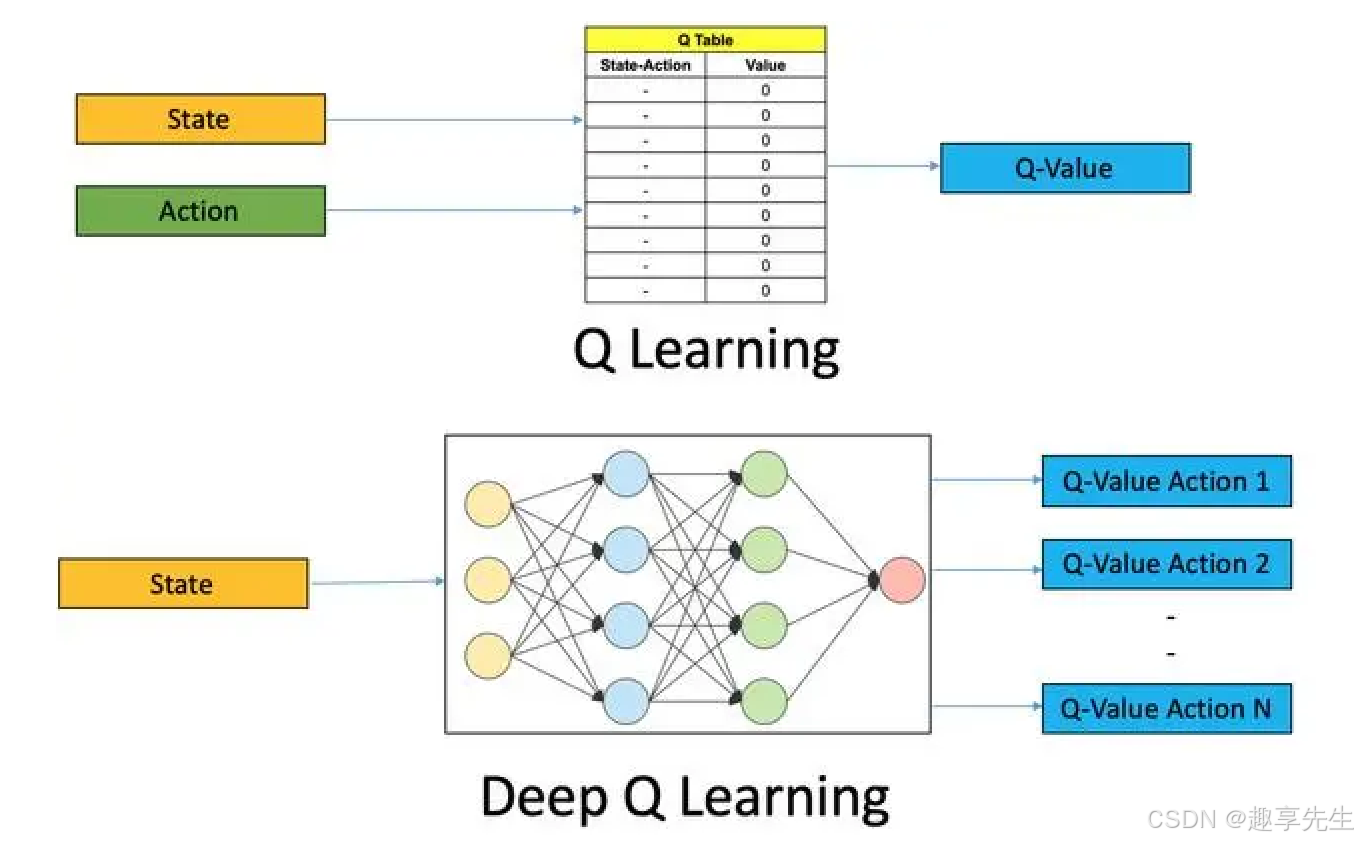 Q Table
State-Action Value
- 0
- 0
- 0
- 0
- 0
- 0
- 0
- 0
- 0
State
Action
Q-Value
Q Learning
State
Q-Value Action 1
Q-Value Action 2
-
-
Q-Value Action N
Deep Q Learning
CSDN @趣享先生